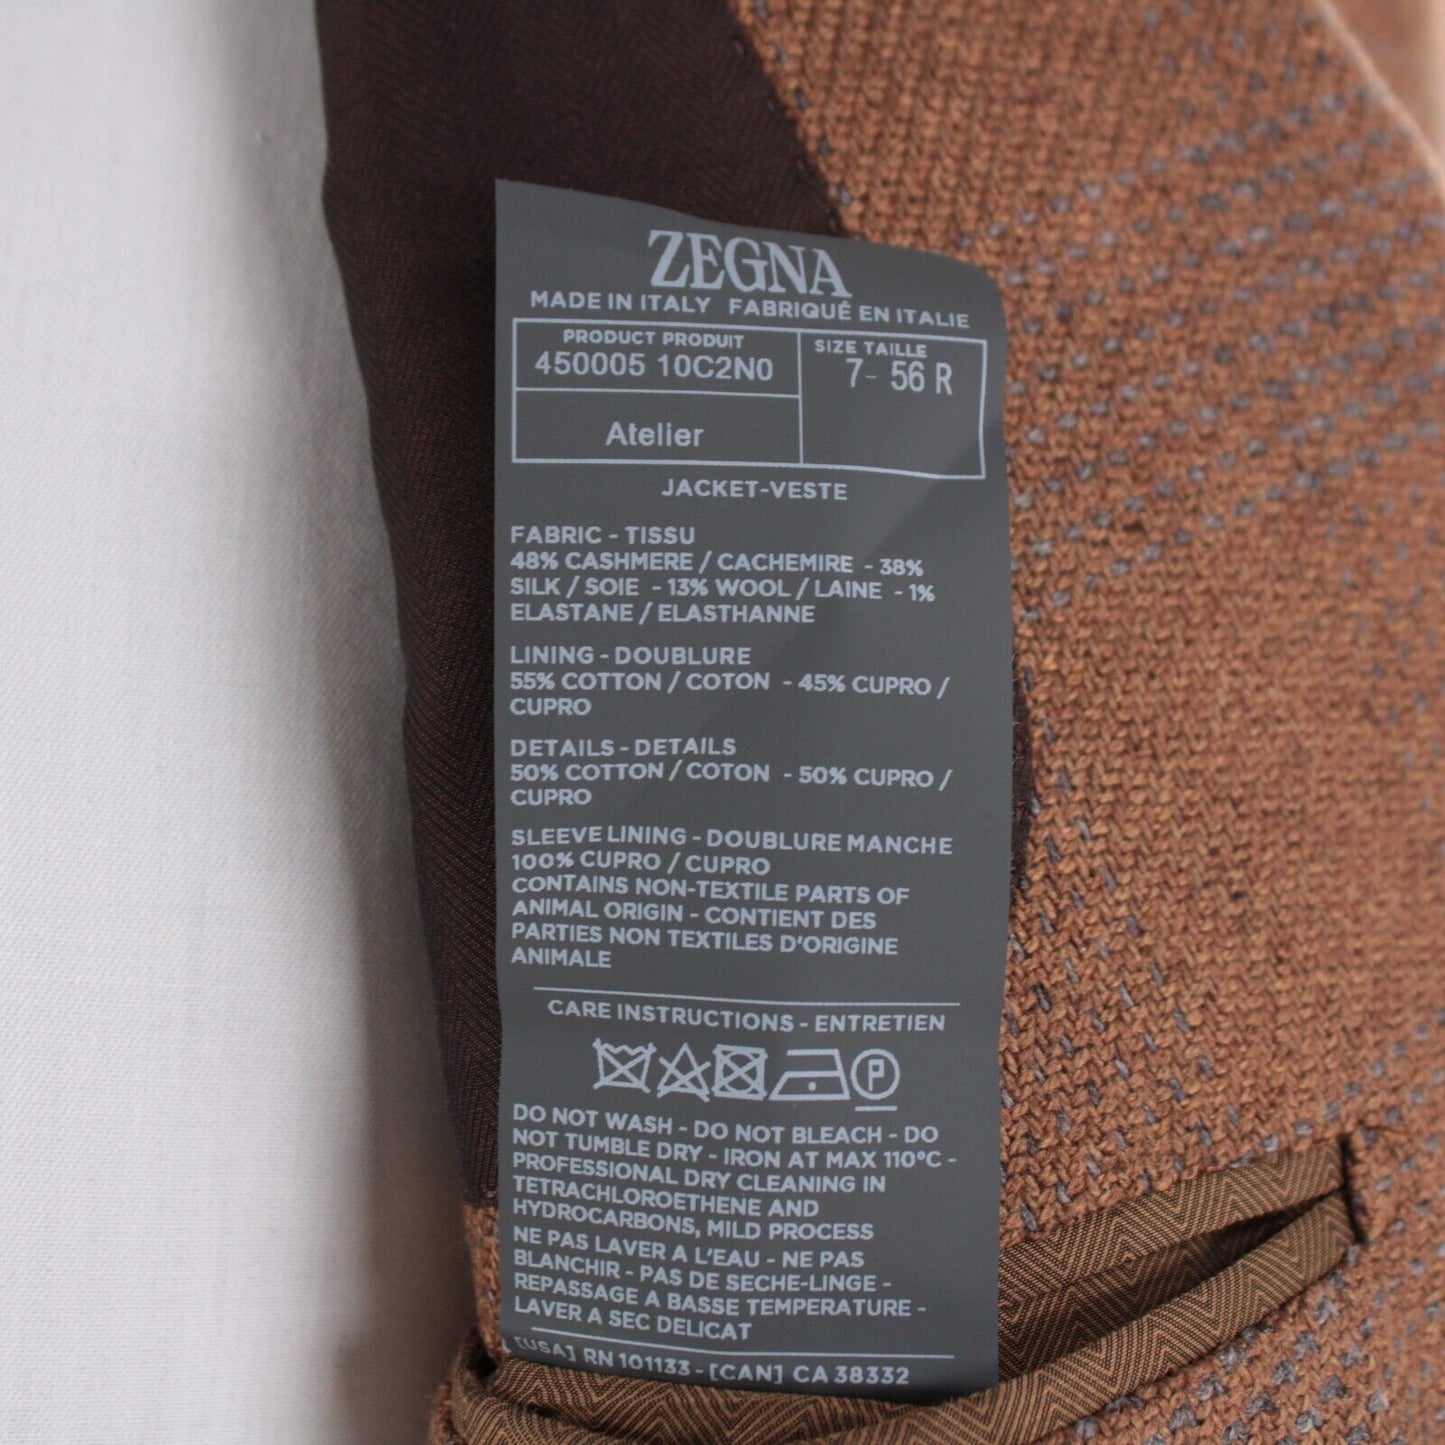 ZEGNA
MADE IN ITALY FABRIQUÉ EN ITALIE
PRODUCT PRODUIT
450005 10C2N0
SIZE TAILLE
7- 56 R
Atelier
JACKET-VESTE
FABRIC - TISSU
48% CASHMERE / CACHEMIRE - 38%
SILK / SOIE - 13% WOOL / LAINE - 1%
ELASTANE / ELASTHANNE
LINING - DOUBLURE
55% COTTON / COTON - 45% CUPRO /
CUPRO
DETAILS - DETAILS
50% COTTON / COTON - 50% CUPRO /
CUPRO
SLEEVE LINING - DOUBLURE MANCHE
100% CUPRO / CUPRO
CONTAINS NON-TEXTILE PARTS OF
ANIMAL ORIGIN - CONTIENT DES
PARTIES NON TEXTILES D'ORIGINE
ANIMALE
CARE INSTRUCTIONS - ENTRETIEN
P
DO NOT WASH - DO NOT BLEACH - DO
NOT TUMBLE DRY - IRON AT MAX 110°C -
PROFESSIONAL DRY CLEANING IN
TETRACHLOROETHENE AND
HYDROCARBONS, MILD PROCESS
NE PAS LAVER A L'EAU - NE PAS
BLANCHIR - PAS DE SECHE-LINGE -
REPASSAGE A BASSE TEMPERATURE -
LAVER A SEC DELICAT
[USA] RN 101133 - [CAN] CA 38332